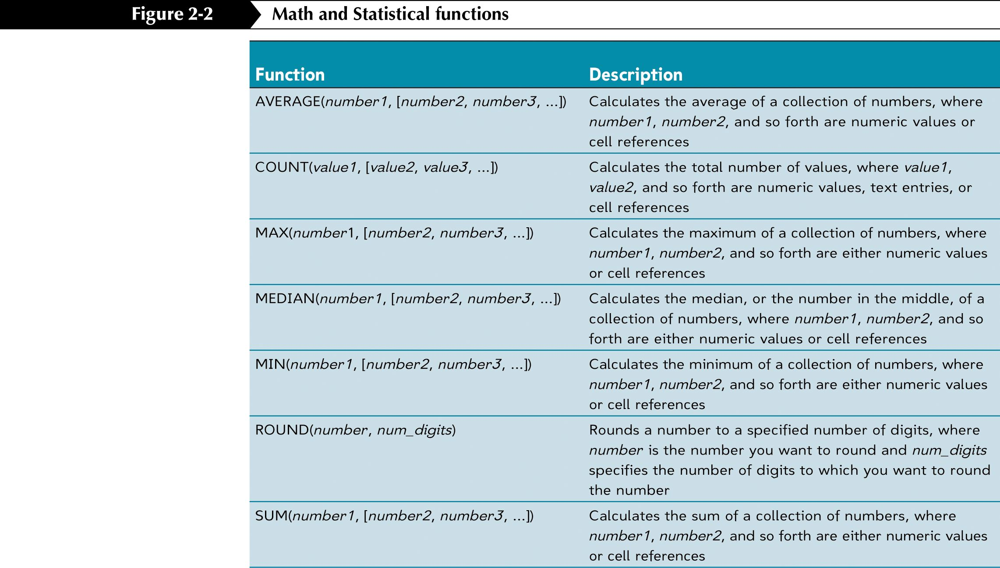 Figure 2-2 Math and Statistical functions
Function Description
AVERAGE(number1, [number2, number3, ...]) Calculates the average of a collection of numbers, where
number1, number2, and so forth are numeric values or
cell references
COUNT(value1, [value2, value3, ...]) Calculates the total number of values, where value1,
value2, and so forth are numeric values, text entries, or
cell references
MAX(number1, [number2, number3, ...]) Calculates the maximum of a collection of numbers, where
number1, number2, and so forth are either numeric values
or cell references
MEDIAN(number1, [number2, number3, ...]) Calculates the median, or the number in the middle, of a
collection of numbers, where number1, number2, and so
forth are either numeric values or cell references
MIN(number1, [number2, number3, ...]) Calculates the minimum of a collection of numbers, where
number1, number2, and so forth are either numeric values
or cell references
ROUND(number, num_digits) Rounds a number to a specified number of digits, where
number is the number you want to round and num_digits
specifies the number of digits to which you want to round
the number
SUM(number1, [number2, number3, ...]) Calculates the sum of a collection of numbers, where
number1, number2, and so forth are either numeric values
or cell references